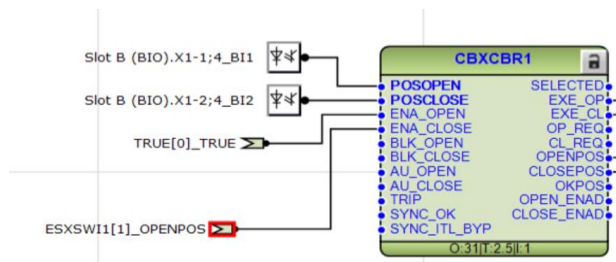 CBXCBR1
Slot B (BIO).X1-1;4_BI1
Slot B (BIO).X1-2;4_BI2
TRUE[0]_TRUE
ESXSWI1[1]_OPENPOS
POSOPEN SELECTED
POSCLOSE EXE_OP
ENA_OPEN EXE_CL
ENA_CLOSE OP_REQ
BLK_OPEN CL_REQ
BLK_CLOSE OPENPOS
AU_OPEN CLOSEPOS
AU_CLOSE OKPOS
TRIP OPEN_ENAD
SYNC_OK CLOSE_ENAD
SYNC_ITL_BYP
O:31|T:2.5|I:1